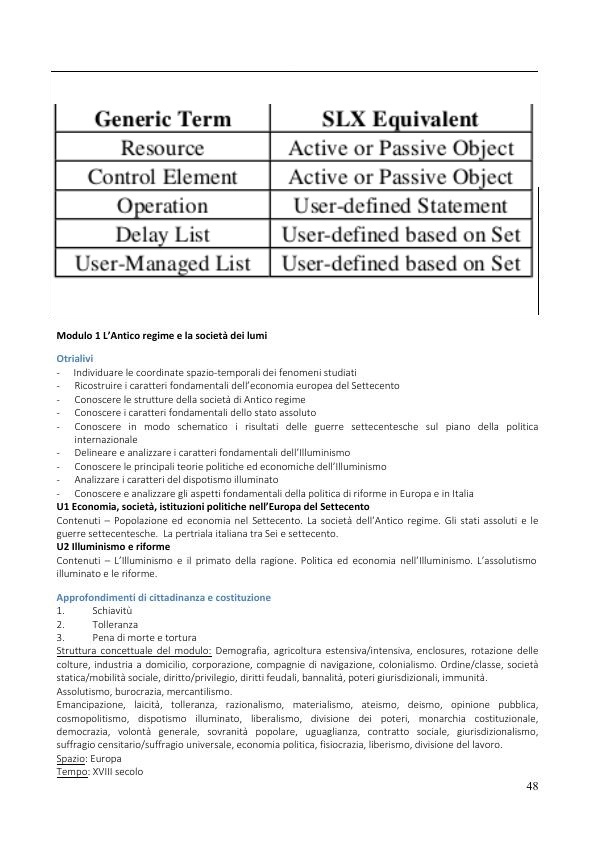 Generic Term SLX Equivalent
Resource Active or Passive Object
Control Element Active or Passive Object
Operation User-defined Statement
Delay List User-defined based on Set
User-Managed List User-defined based on Set
Modulo 1 L’Antico regime e la società dei lumi
Otrialivi
- Individuare le coordinate spazio-temporali dei fenomeni studiati
- Ricostruire i caratteri fondamentali dell’economia europea del Settecento
- Conoscere le strutture della società di Antico regime
- Conoscere i caratteri fondamentali dello stato assoluto
- Conoscere in modo schematico i risultati delle guerre settecentesche sul piano della politica
internazionale
- Delineare e analizzare i caratteri fondamentali dell’Illuminismo
- Conoscere le principali teorie politiche ed economiche dell’Illuminismo
- Analizzare i caratteri del dispotismo illuminato
- Conoscere e analizzare gli aspetti fondamentali della politica di riforme in Europa e in Italia
U1 Economia, società, istituzioni politiche nell’Europa del Settecento
Contenuti – Popolazione ed economia nel Settecento. La società dell’Antico regime. Gli stati assoluti e le
guerre settecentesche. La pertriala italiana tra Sei e settecento.
U2 Illuminismo e riforme
Contenuti – L’Illuminismo e il primato della ragione. Politica ed economia nell’Illuminismo. L’assolutismo
illuminato e le riforme.
Approfondimenti di cittadinanza e costituzione
1. Schiavitù
2. Tolleranza
3. Pena di morte e tortura
Struttura concettuale del modulo: Demografia, agricoltura estensiva/intensiva, enclosures, rotazione delle
colture, industria a domicilio, corporazione, compagnie di navigazione, colonialismo. Ordine/classe, società
statica/mobilità sociale, diritto/privilegio, diritti feudali, bannalità, poteri giurisdizionali, immunità.
Assolutismo, burocrazia, mercantilismo.
Emancipazione, laicità, tolleranza, razionalismo, materialismo, ateismo, deismo, opinione pubblica,
cosmopolitismo, dispotismo illuminato, liberalismo, divisione dei poteri, monarchia costituzionale,
democrazia, volontà generale, sovranità popolare, uguaglianza, contratto sociale, giurisdizionalismo,
suffragio censitario/suffragio universale, economia politica, fisiocrazia, liberismo, divisione del lavoro.
Spazio: Europa
Tempo: XVIII secolo
48